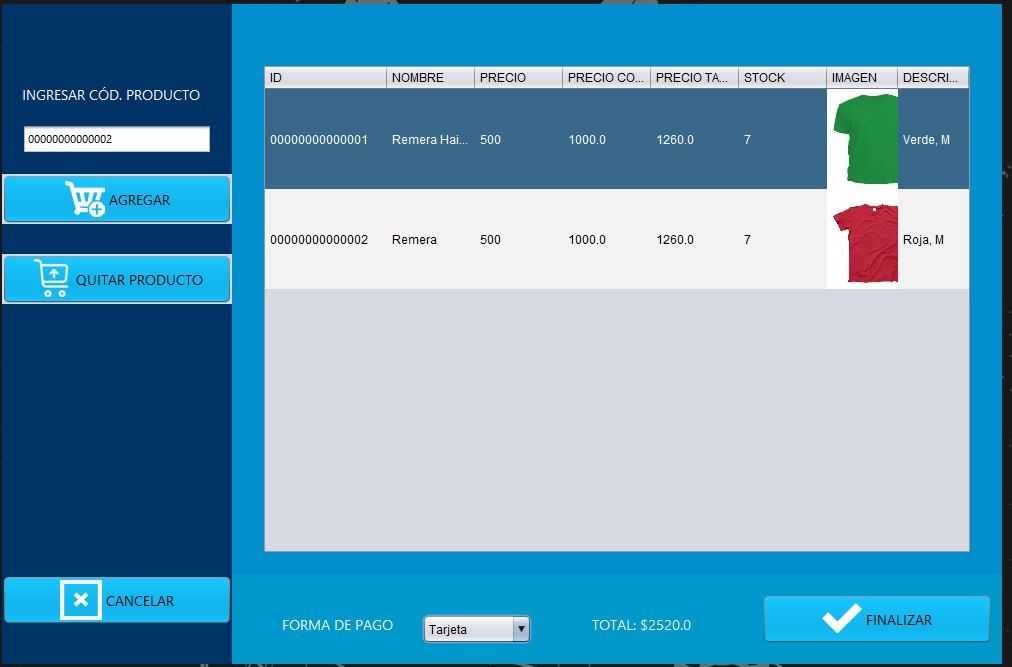 INGRESAR CÓD. PRODUCTO
00000000000002
AGREGAR
QUITAR PRODUCTO
CANCELAR
ID NOMBRE PRECIO PRECIO CO... PRECIO TA... STOCK IMAGEN DESCRI...
00000000000001 Remera Hai... 500 1000.0 1260.0 7 Verde, M
00000000000002 Remera 500 1000.0 1260.0 7 Roja, M
FORMA DE PAGO Tarjeta TOTAL: $2520.0 FINALIZAR